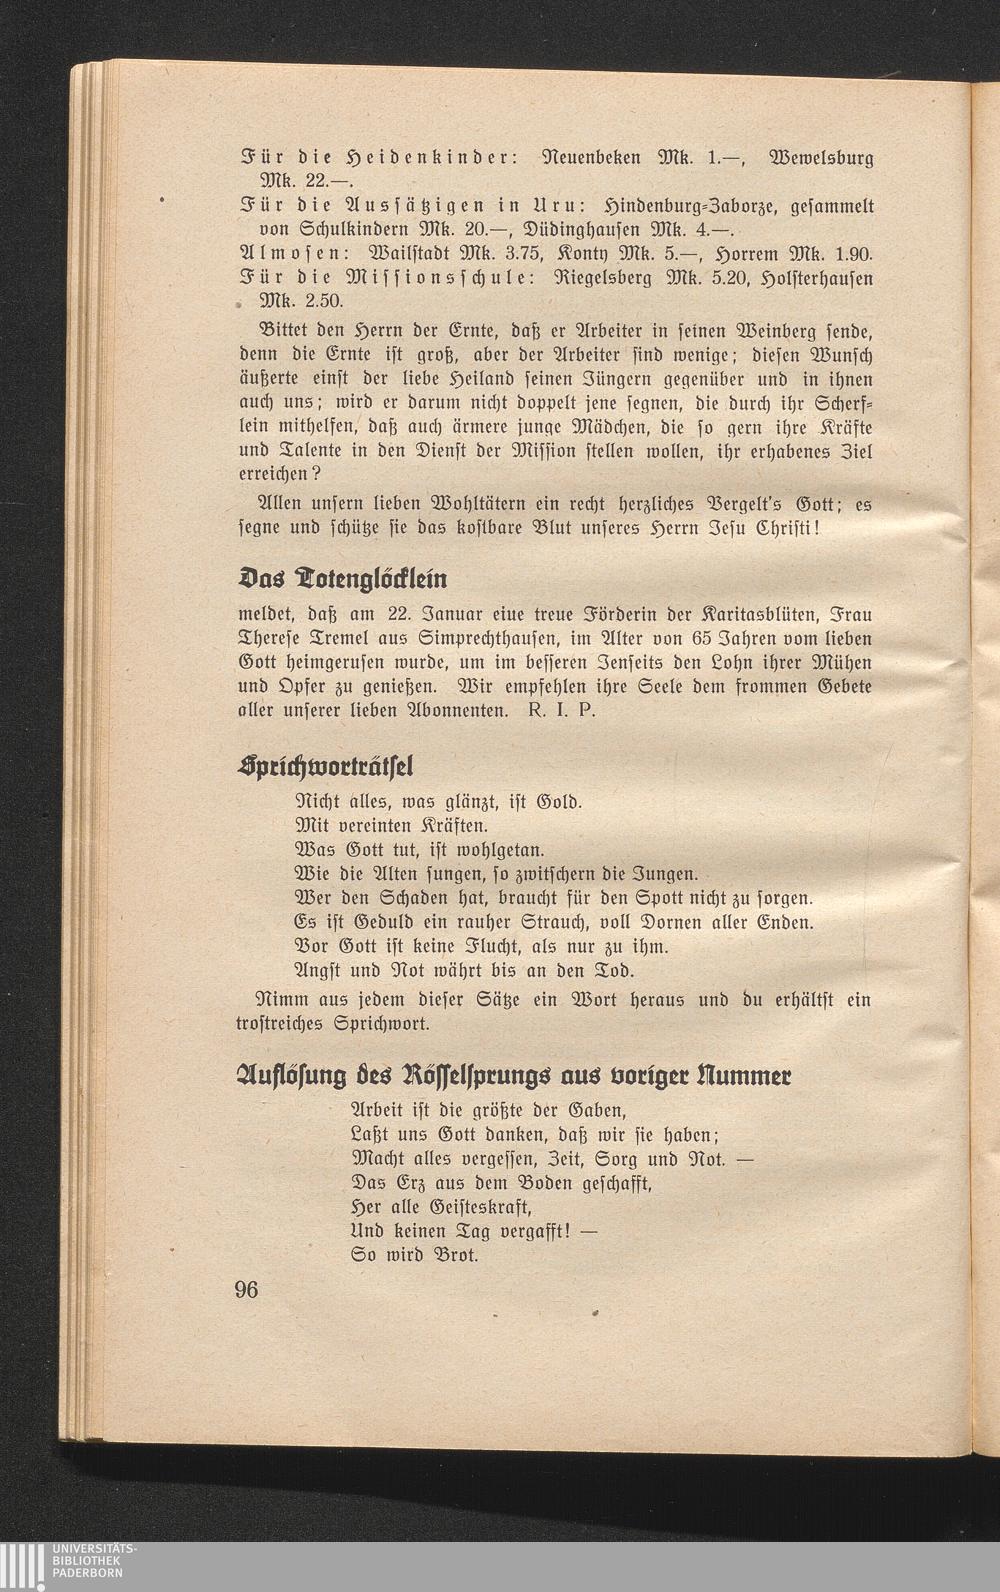 Für die Heidenkinder: Neuenbeken Mk. 1.—, Wewelsburg
Mk. 22.—.
Für die Aussätzigen in Uru: Hindenburg-Zaborze, gesammelt
von Schulkindern Mk. 20.—, Düdinghausen Mk. 4.—.
Almosen: Wailstadt Mk. 3.75, Konty Mk. 5.—, Horrem Mk. 1.90.
Für die Missionsschule: Riegelsberg Mk. 5.20, Holsterhausen
Mk. 2.50.
Bittet den Herrn der Ernte, daß er Arbeiter in seinen Weinberg sende,
denn die Ernte ist groß, aber der Arbeiter sind wenige; diesen Wunsch
äußerte einst der liebe Heiland seinen Jüngern gegenüber und in ihnen
auch uns; wird er darum nicht doppelt jene segnen, die durch ihr Scherf-
lein mithelfen, daß auch ärmere junge Mädchen, die so gern ihre Kräfte
und Talente in den Dienst der Mission stellen wollen, ihr erhabenes Ziel
erreichen?
Allen unsern lieben Wohltätern ein recht herzliches Vergelt's Gott; es
segne und schütze sie das kostbare Blut unseres Herrn Jesu Christi!
Das Totenglöcklein
meldet, daß am 22. Januar eiue treue Förderin der Karitasblüten, Frau
Therese Tremel aus Simprechthausen, im Alter von 65 Jahren vom lieben
Gott heimgerufen wurde, um im besseren Jenseits den Lohn ihrer Mühen
und Opfer zu genießen. Wir empfehlen ihre Seele dem frommen Gebete
aller unserer lieben Abonnenten. R. I. P.
Sprichworträtsel
Nicht alles, was glänzt, ist Gold.
Mit vereinten Kräften.
Was Gott tut, ist wohlgetan.
Wie die Alten sungen, so zwitschern die Jungen.
Wer den Schaden hat, braucht für den Spott nicht zu sorgen.
Es ist Geduld ein rauher Strauch, voll Dornen aller Enden.
Vor Gott ist keine Flucht, als nur zu ihm.
Angst und Not währt bis an den Tod.
Nimm aus jedem dieser Sätze ein Wort heraus und du erhältst ein
trostreiches Sprichwort.
Auflösung des Rösselsprungs aus voriger Nummer
Arbeit ist die größte der Gaben,
Laßt uns Gott danken, daß wir sie haben;
Macht alles vergessen, Zeit, Sorg und Not. —
Das Erz aus dem Boden geschafft,
Her alle Geisteskraft,
Und keinen Tag vergafft! —
So wird Brot.
96
UNIVERSITÄTS-
BIBLIOTHEK
PADERBORN